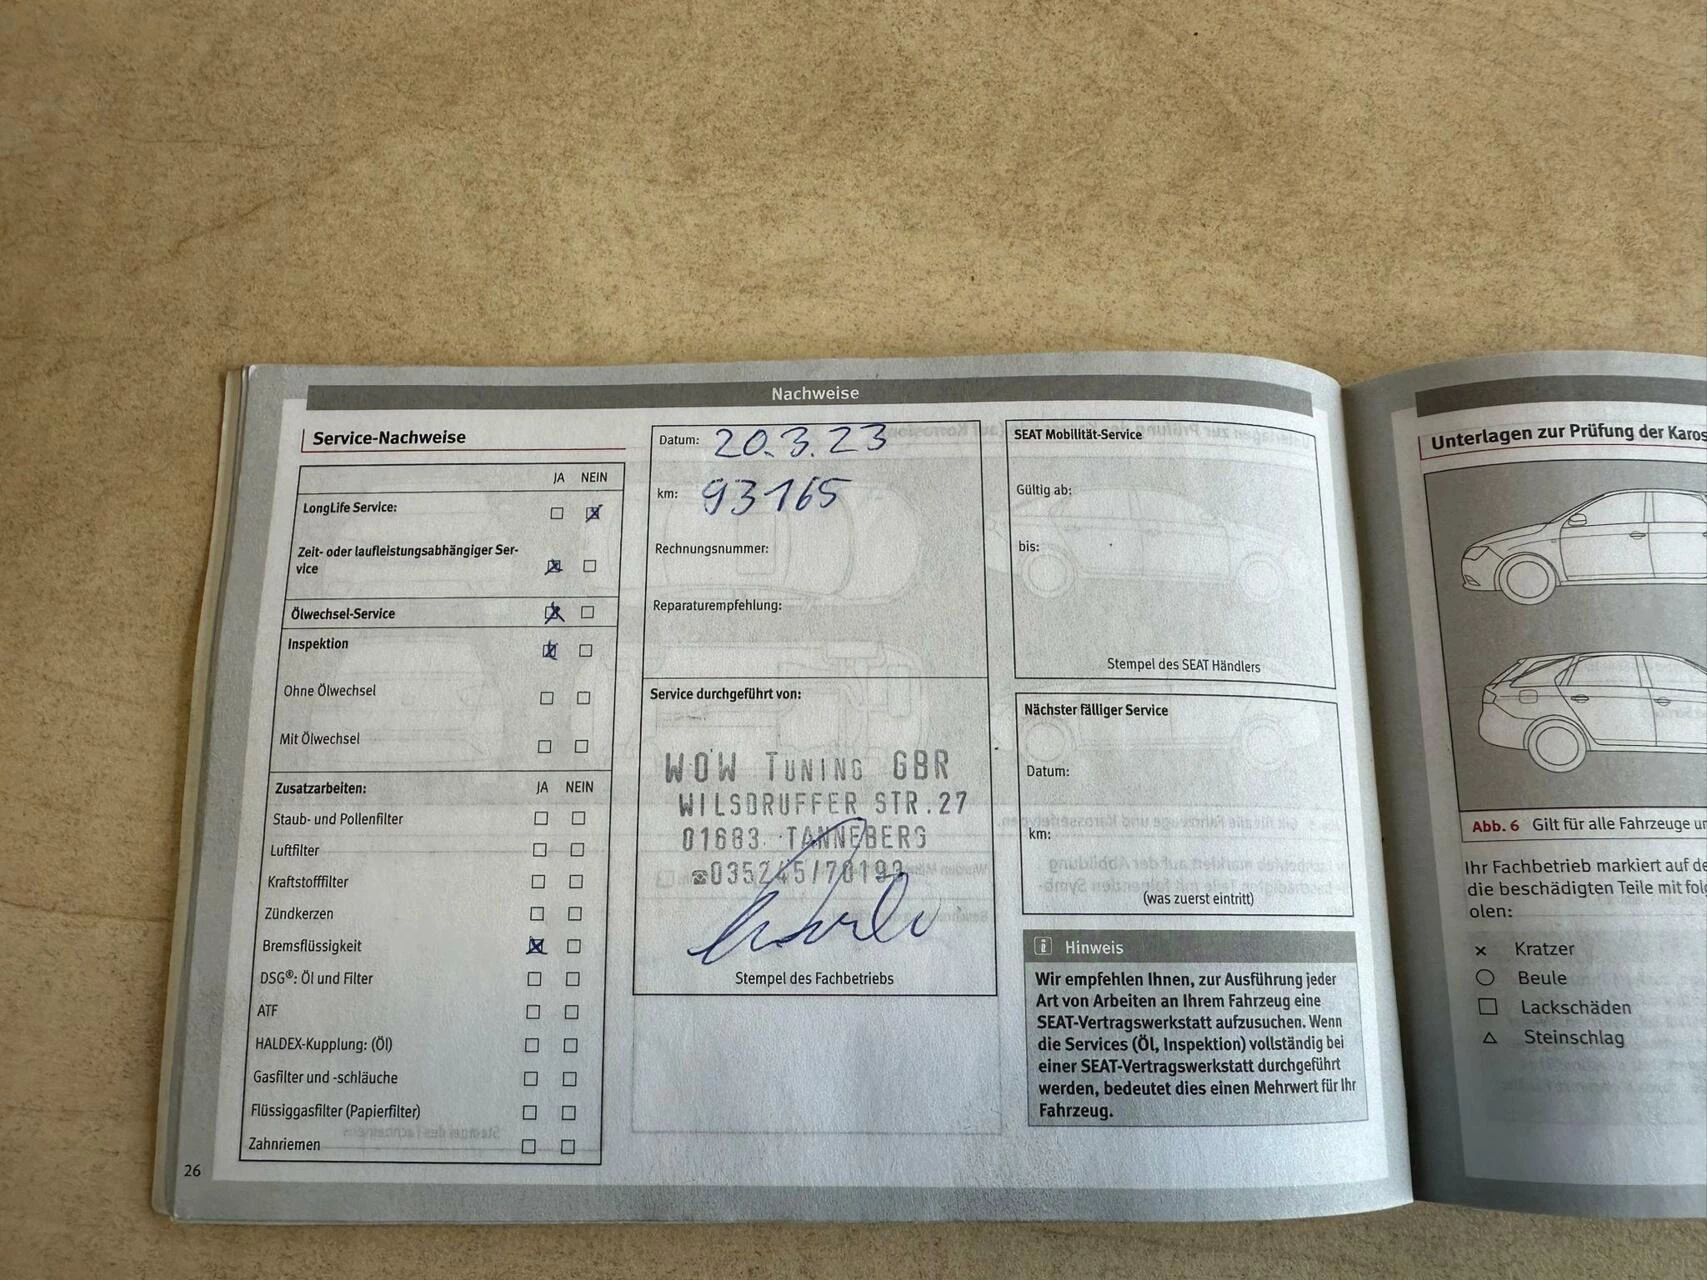 Nachweise
Service-Nachweise
JA NEIN
LongLife Service:
Zeit- oder laufleistungsabhängiger Ser-
vice
Ölwechsel-Service
Inspektion
Ohne Ölwechsel
Mit Ölwechsel
Zusatzarbeiten: JA NEIN
Staub- und Pollenfilter
Luftfilter
Kraftstofffilter
Zündkerzen
Bremsflüssigkeit
DSG®: Öl und Filter
ATF
HALDEX-Kupplung: (Öl)
Gasfilter und -schläuche
Flüssiggasfilter (Papierfilter)
Zahnriemen
26
Datum: 20.3.23
km: 93165
Rechnungsnummer:
Reparaturempfehlung:
Service durchgeführt von:
WOW TUNING GBR
WILSDRUFFER STR.27
01683 TANNEBERG
☎035245/70193
Stempel des Fachbetriebs
SEAT Mobilität-Service
Gültig ab:
bis:
Stempel des SEAT Händlers
Nächster fälliger Service
Datum:
km:
(was zuerst eintritt)
i Hinweis
Wir empfehlen Ihnen, zur Ausführung jeder
Art von Arbeiten an Ihrem Fahrzeug eine
SEAT-Vertragswerkstatt aufzusuchen. Wenn
die Services (Öl, Inspektion) vollständig bei
einer SEAT-Vertragswerkstatt durchgeführt
werden, bedeutet dies einen Mehrwert für Ihr
Fahrzeug.
Unterlagen zur Prüfung der Karos
Abb. 6 Gilt für alle Fahrzeuge un
Ihr Fachbetrieb markiert auf de
die beschädigten Teile mit folg
olen:
× Kratzer
○ Beule
□ Lackschäden
△ Steinschlag